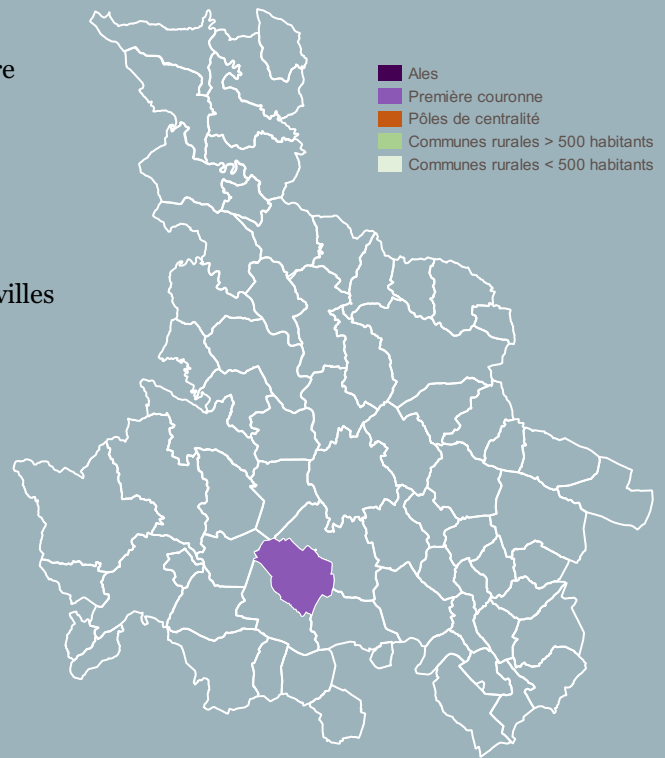 re
villes
Ales
Première couronne
Pôles de centralité
Communes rurales > 500 habitants
Communes rurales < 500 habitants